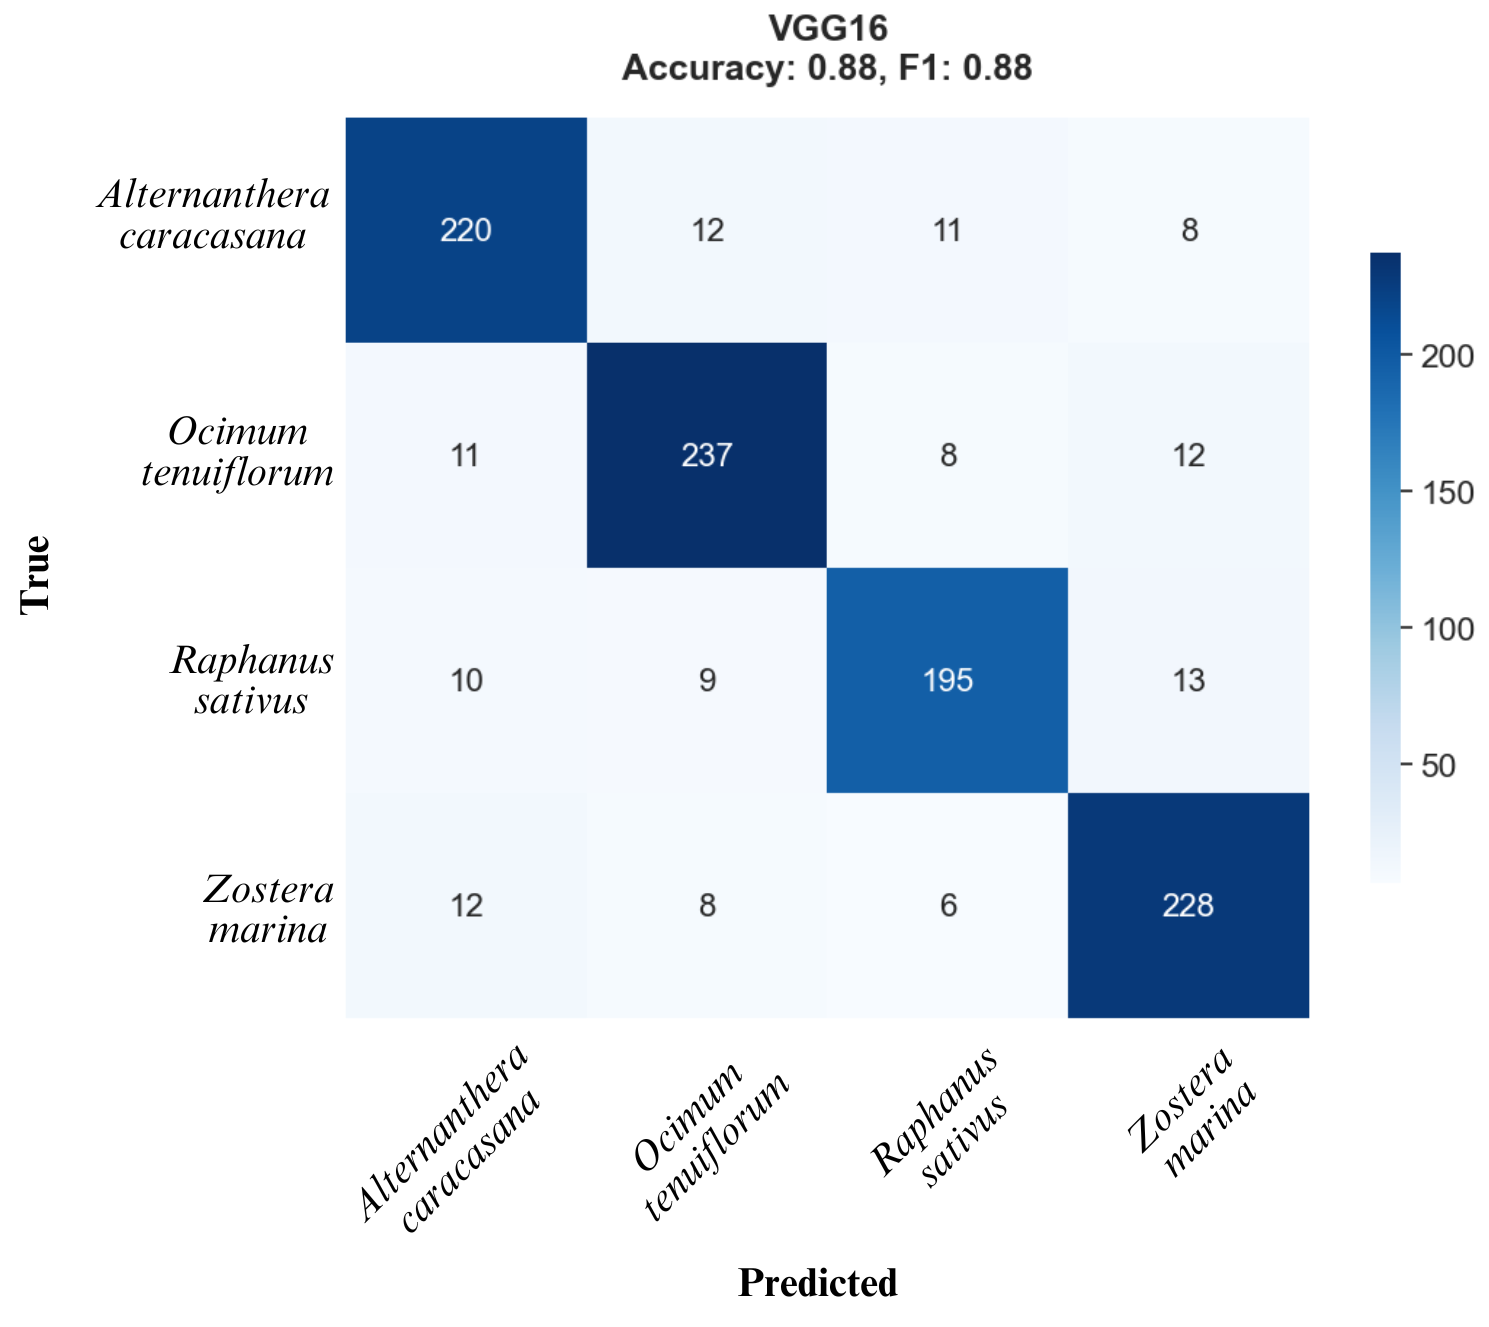 VGG16
Accuracy: 0.88, F1: 0.88
Alternanthera
caracasana
220 12 11 8
Ocimum
tenuiflorum
11 237 8 12
Raphanus
sativus
10 9 195 13
Zostera
marina
12 8 6 228
True
200
150
100
50
Alternanthera
caracasana
Ocimum
tenuiflorum
Raphanus
sativus
Zostera
marina
Predicted